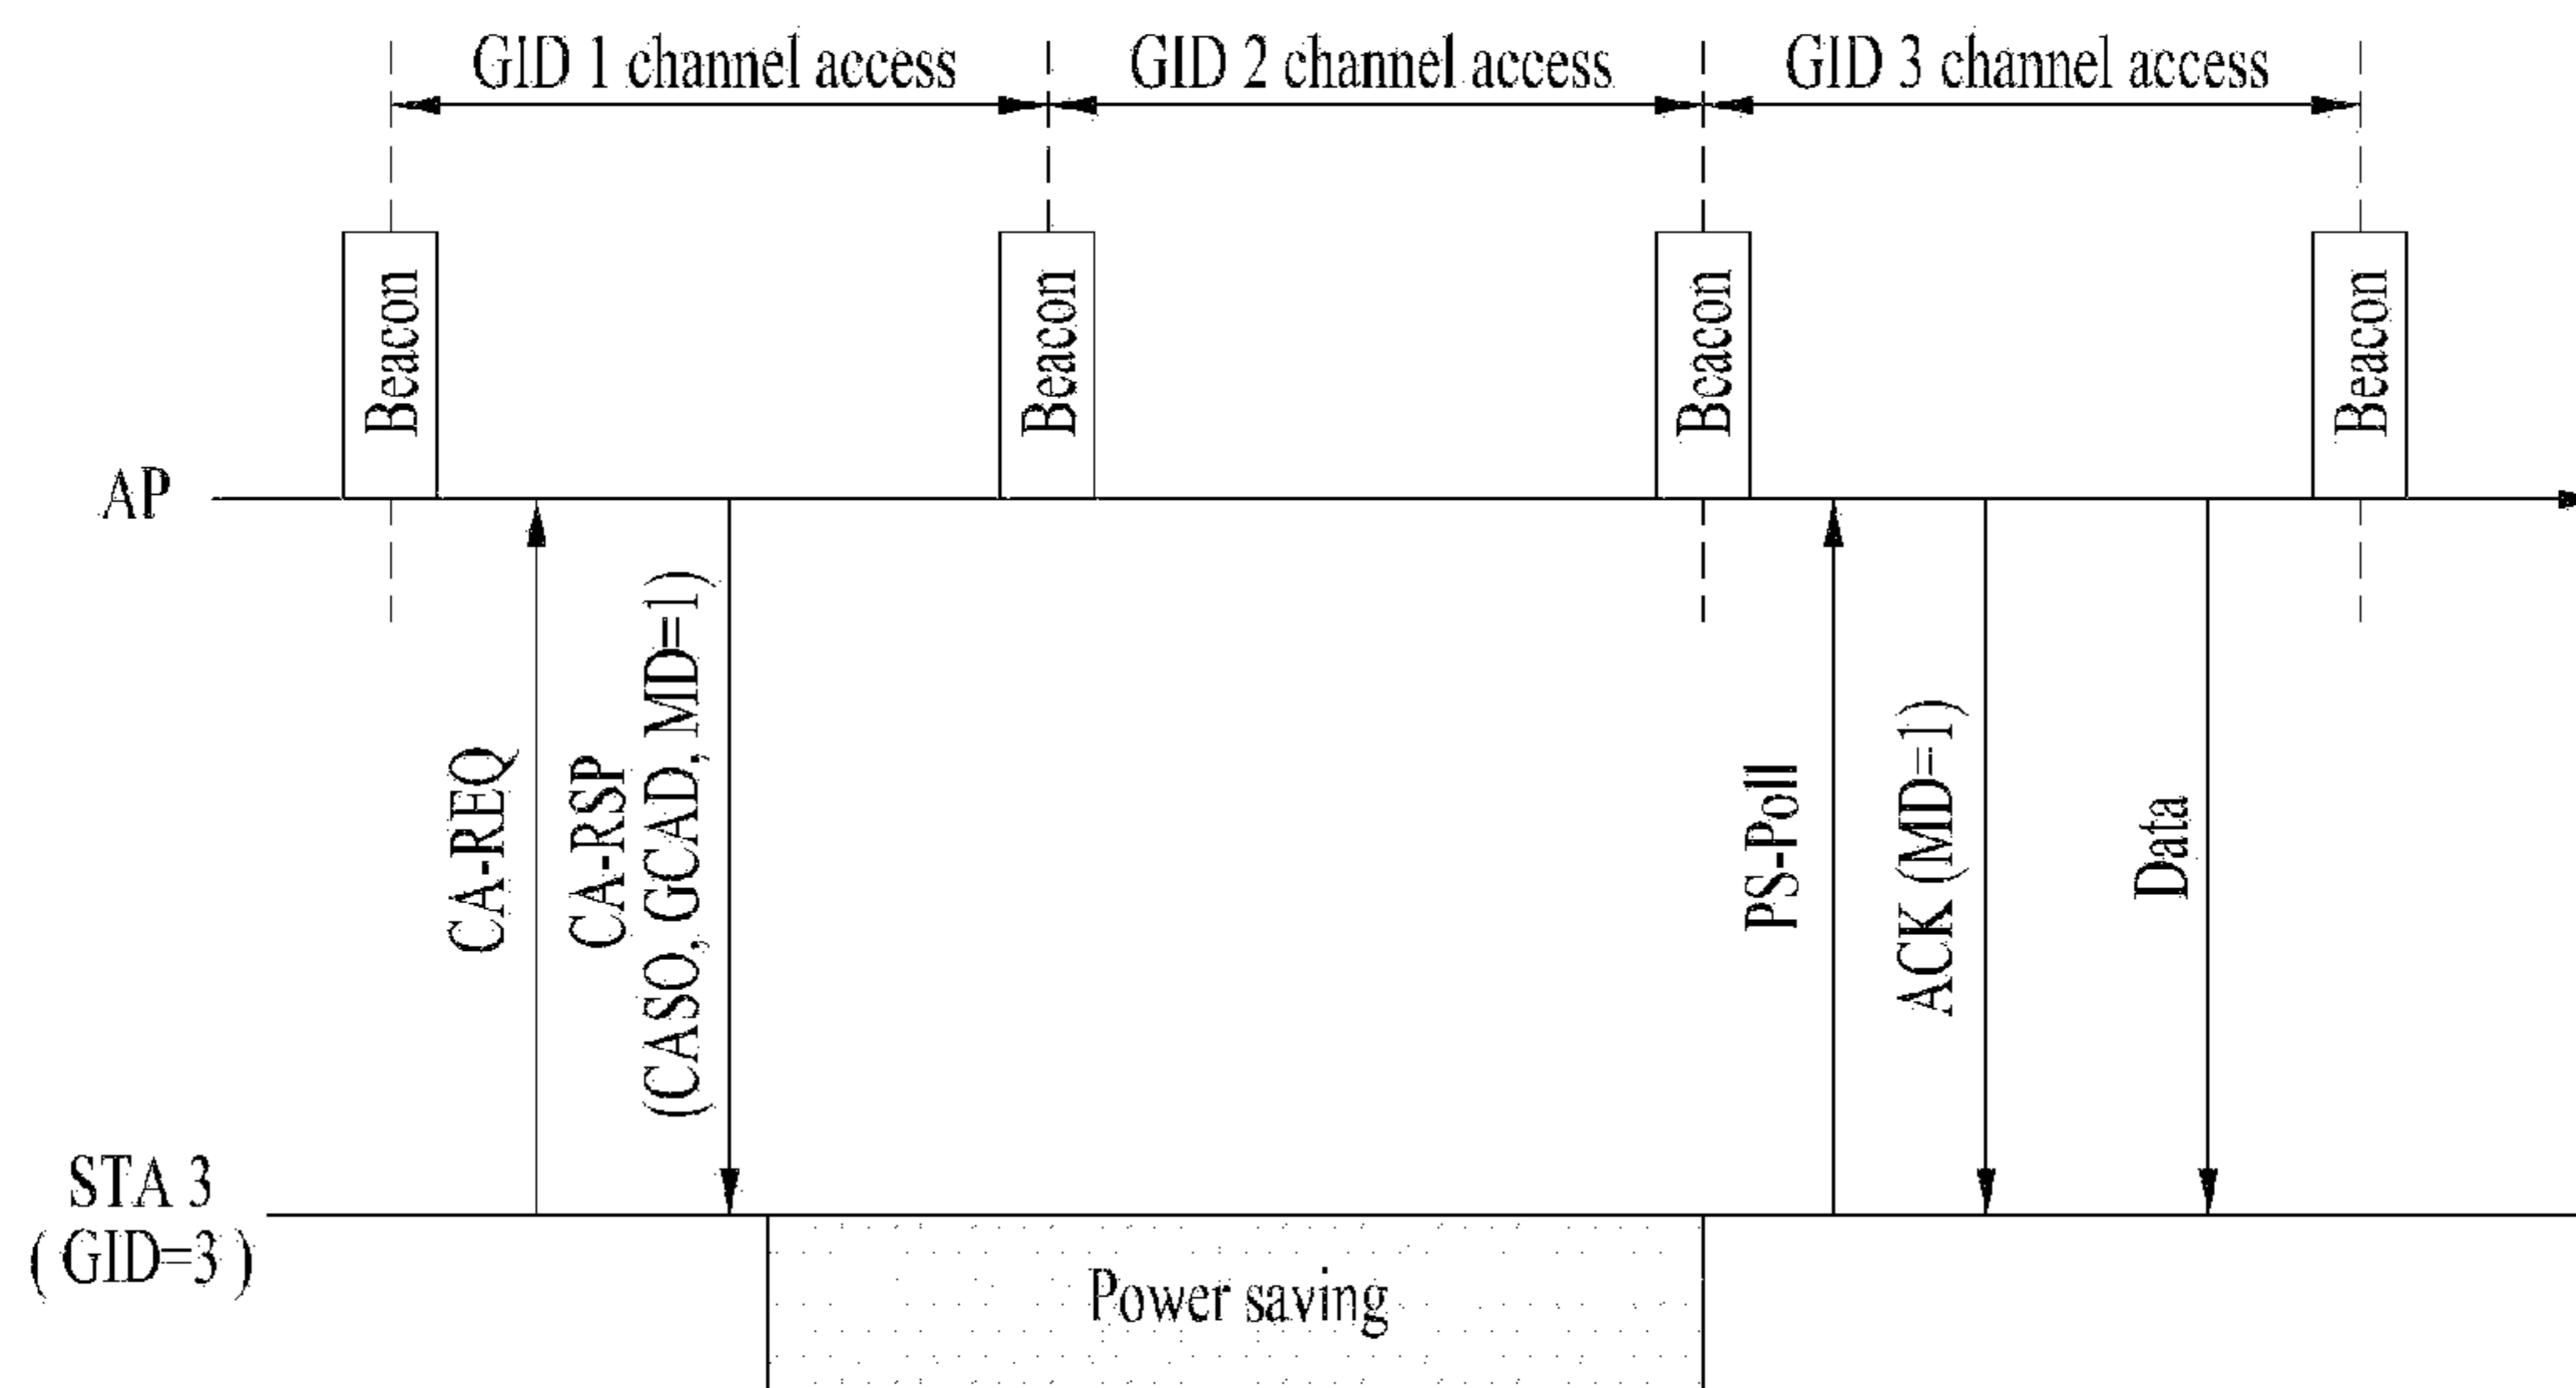 GID 1 channel access
GID 2 channel access
GID 3 channel access
Beacon
Beacon
Beacon
Beacon
AP
CA-REQ
CA-RSP
(CASO, GCAD, MD=1)
PS-Poll
ACK (MD=1)
Data
STA 3
( GID=3 )
Power saving